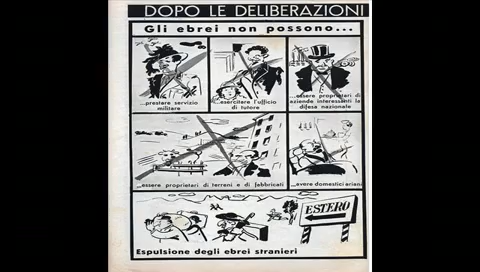 DOPO LE DELIBERAZIONI
Gli ebrei non possono...
...prestare servizio
militare
...esercitare l'ufficio
di tutore
...essere proprietari di
aziende interessanti la
difesa nazionale
...essere proprietari di terreni e di fabbricati
...avere domestici ariani
ESTERO
Espulsione degli ebrei stranieri